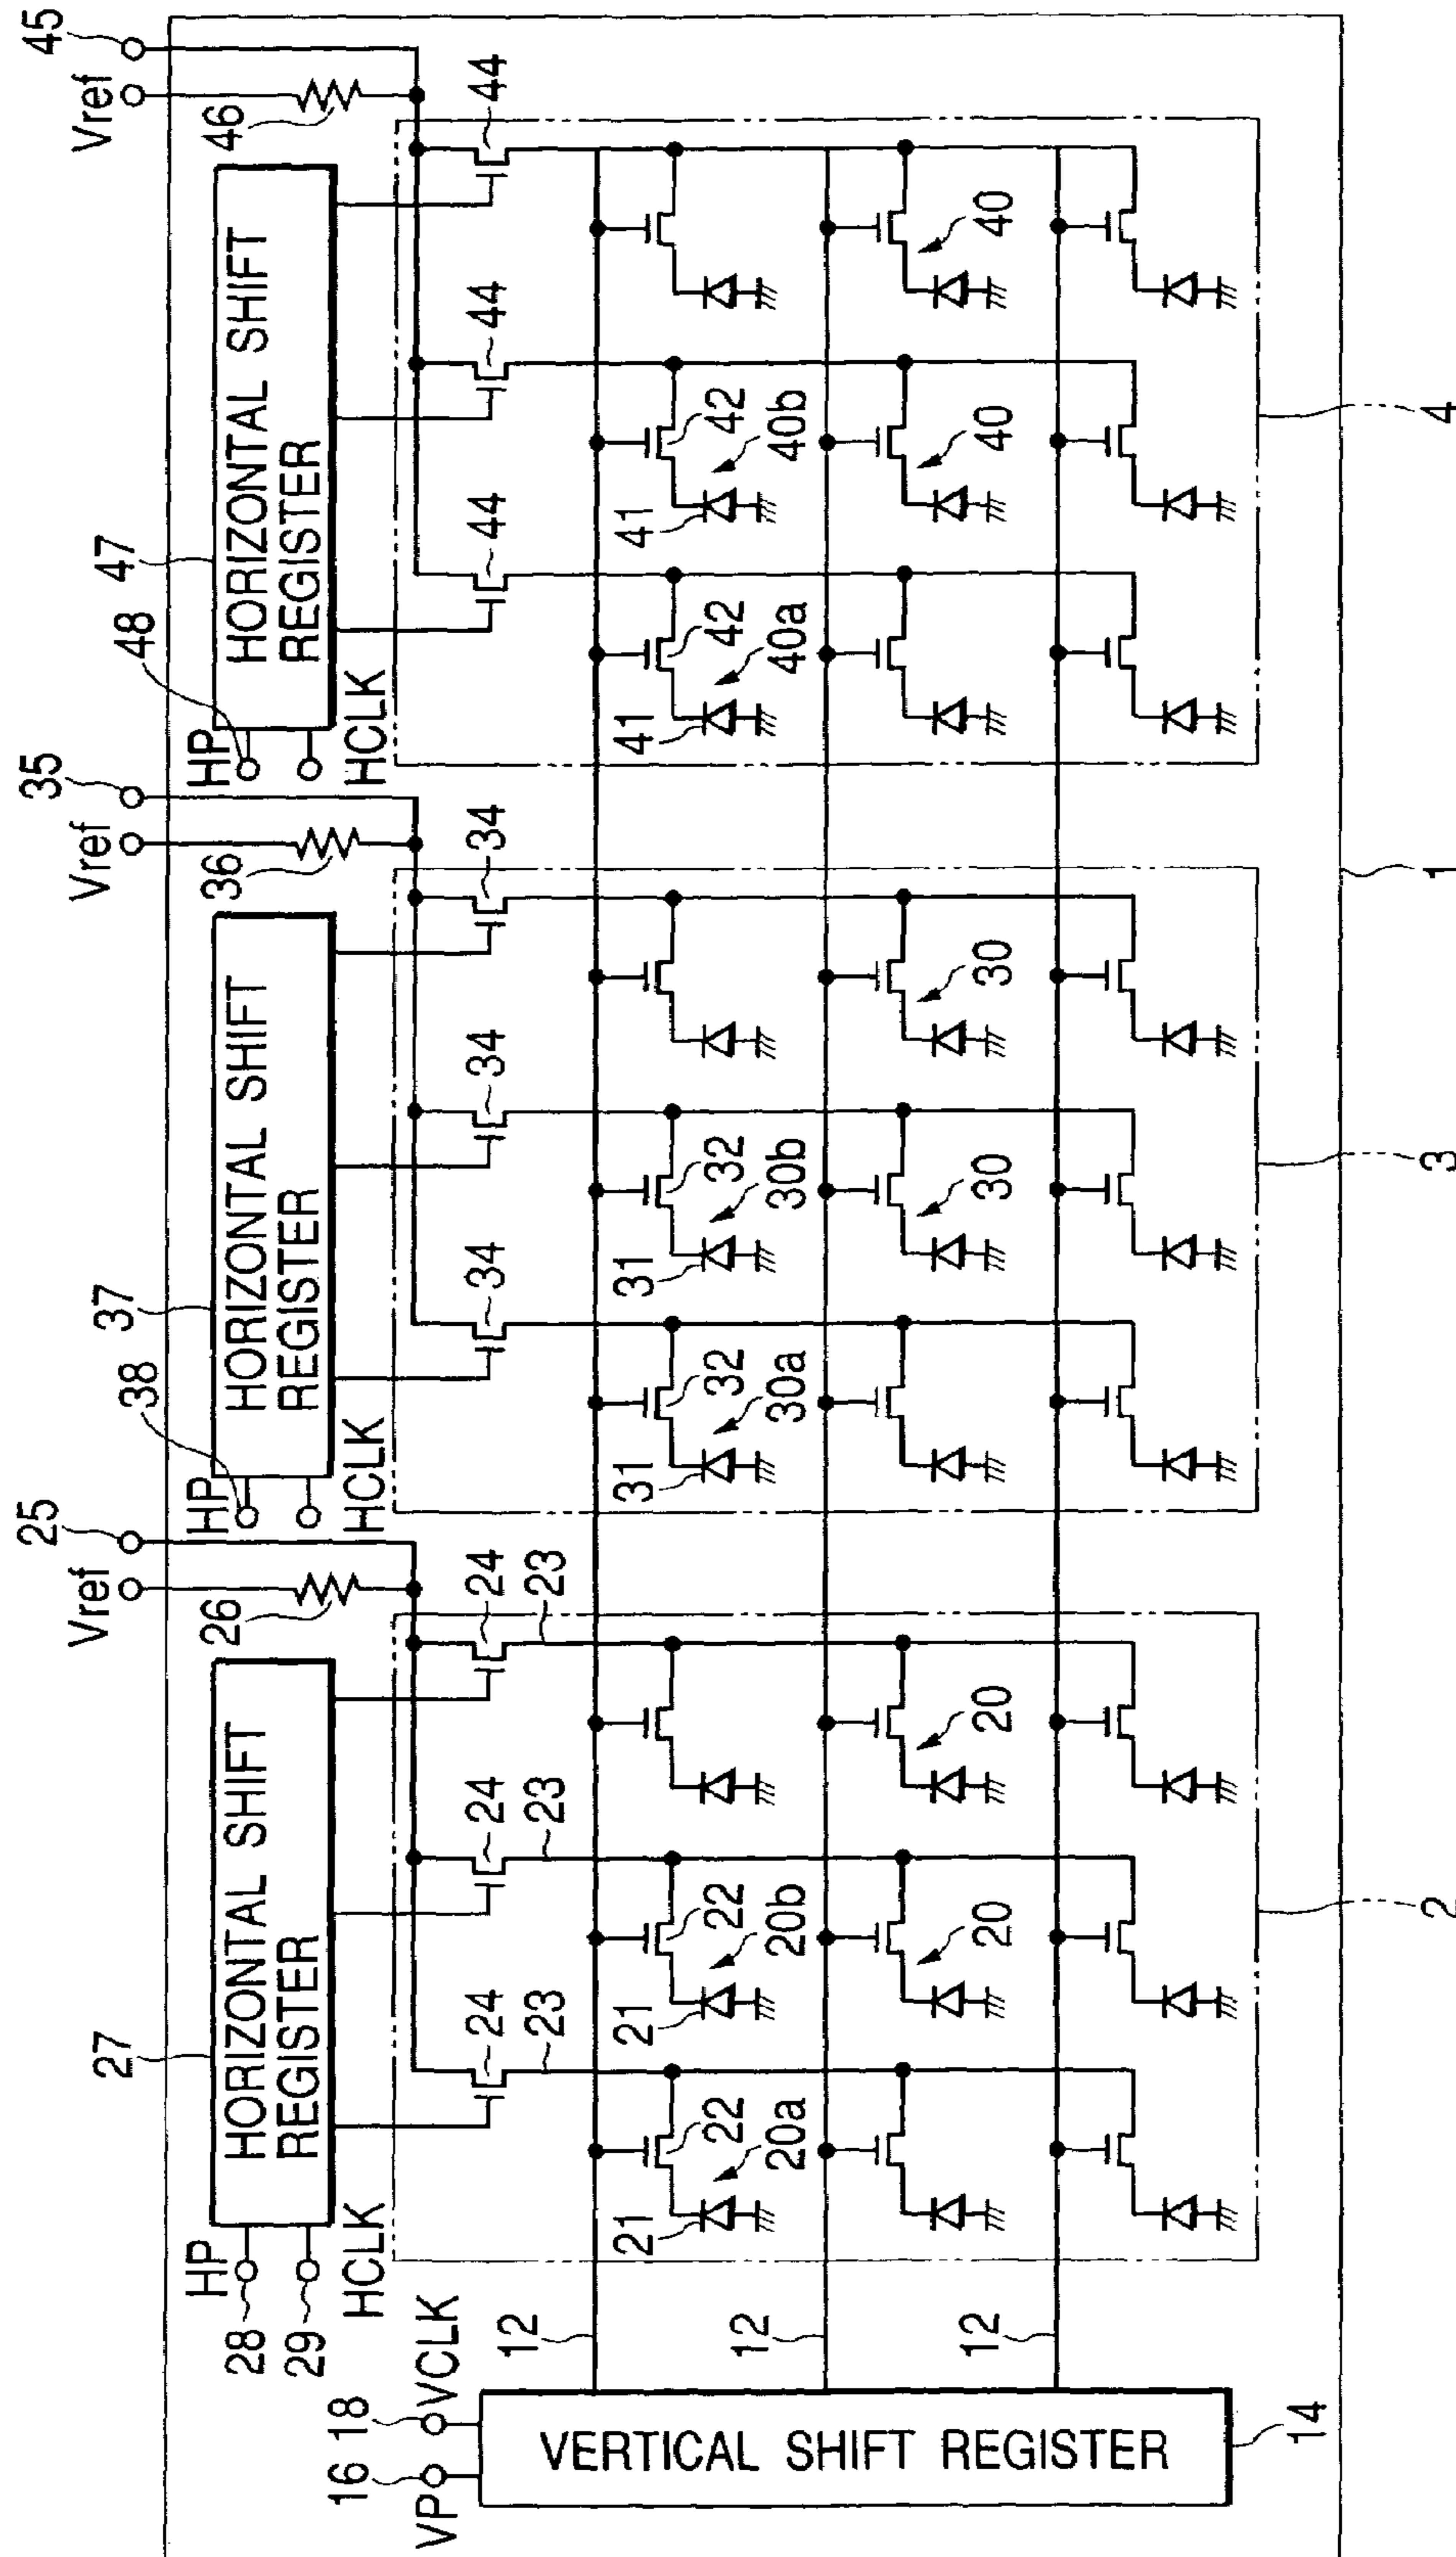 Vref
25
Vref
35
Vref
45
27
38
37
48
47
HP
28
29
HCLK
HORIZONTAL SHIFT
REGISTER
26
HP
HCLK
HORIZONTAL SHIFT
REGISTER
36
HP
HCLK
HORIZONTAL SHIFT
REGISTER
46
VP
16
18
VCLK
24
24
24
34
34
34
44
44
44
12
23
23
23
21
22
20a
21
22
20b
31
32
30a
31
32
30b
41
42
40a
41
42
40b
12
20
20
30
30
40
40
12
VERTICAL SHIFT REGISTER
14
2
3
1
4